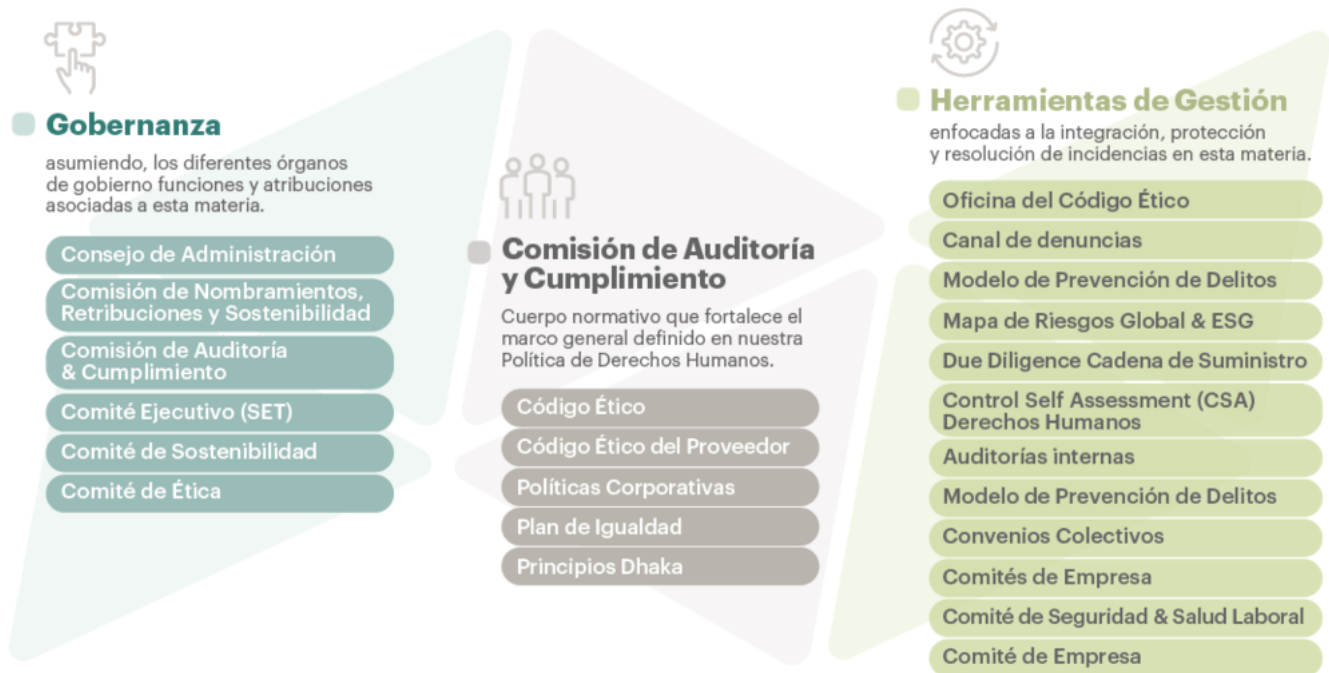 Gobernanza
asumiendo, los diferentes órganos
de gobierno funciones y atribuciones
asociadas a esta materia.
Consejo de Administración
Comisión de Nombramientos,
Retribuciones y Sostenibilidad
Comisión de Auditoría
& Cumplimiento
Comité Ejecutivo (SET)
Comité de Sostenibilidad
Comité de Ética
Comisión de Auditoría
y Cumplimiento
Cuerpo normativo que fortalece el
marco general definido en nuestra
Política de Derechos Humanos.
Código Ético
Código Ético del Proveedor
Políticas Corporativas
Plan de Igualdad
Principios Dhaka
Herramientas de Gestión
enfocadas a la integración, protección
y resolución de incidencias en esta materia.
Oficina del Código Ético
Canal de denuncias
Modelo de Prevención de Delitos
Mapa de Riesgos Global & ESG
Due Diligence Cadena de Suministro
Control Self Assessment (CSA)
Derechos Humanos
Auditorías internas
Modelo de Prevención de Delitos
Convenios Colectivos
Comités de Empresa
Comité de Seguridad & Salud Laboral
Comité de Empresa